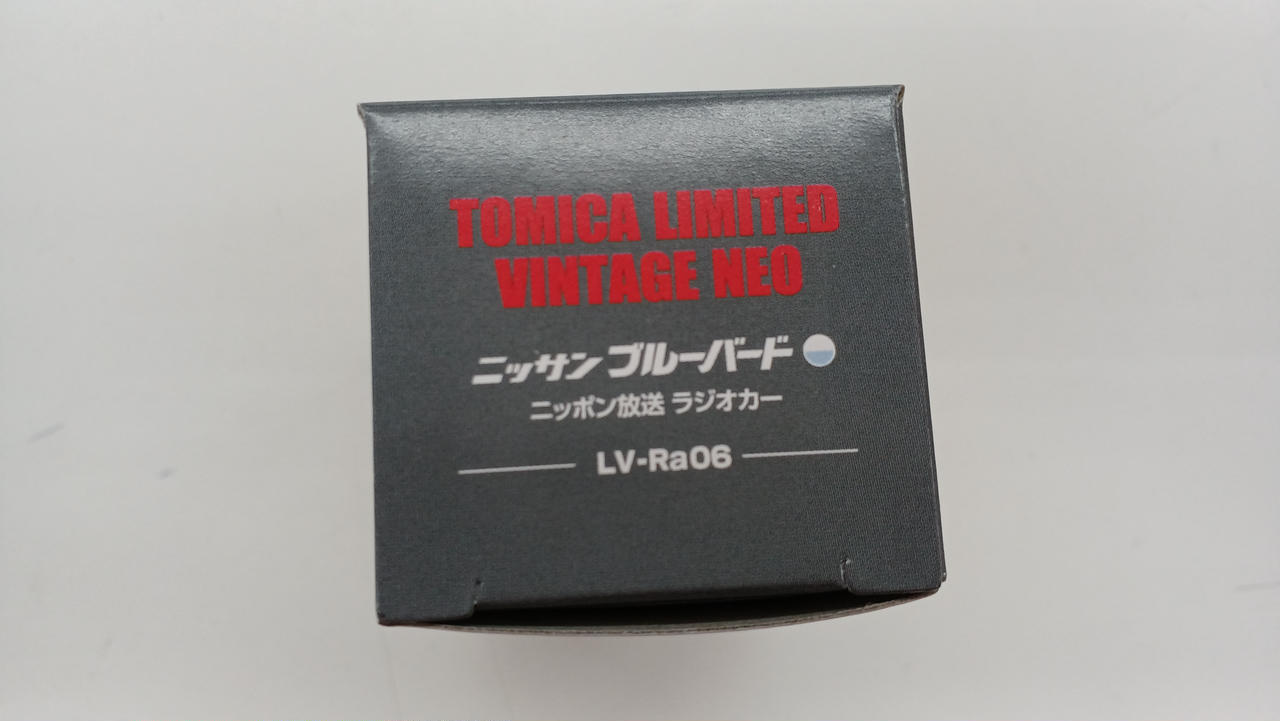 TOMICA LIMITED
VINTAGE NEO
ニッサン ブルーバード
ニッポン放送 ラジオカー
LV-Ra06